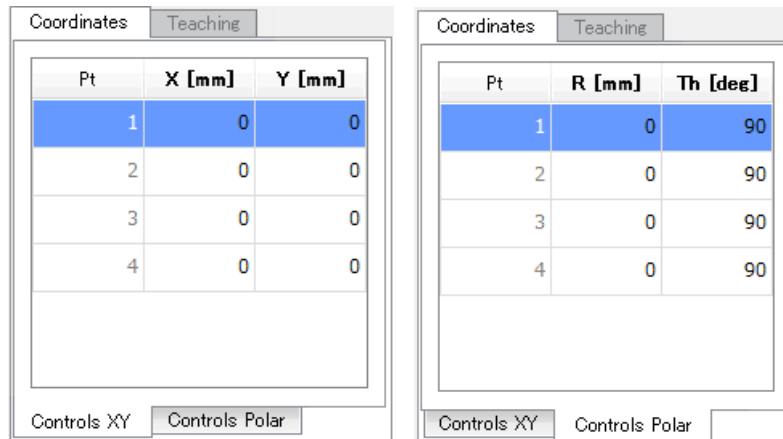 Coordinates Teaching
Pt X [mm] Y [mm]
1 0 0
2 0 0
3 0 0
4 0 0
Controls XY Controls Polar
Coordinates Teaching
Pt R [mm] Th [deg]
1 0 90
2 0 90
3 0 90
4 0 90
Controls XY Controls Polar